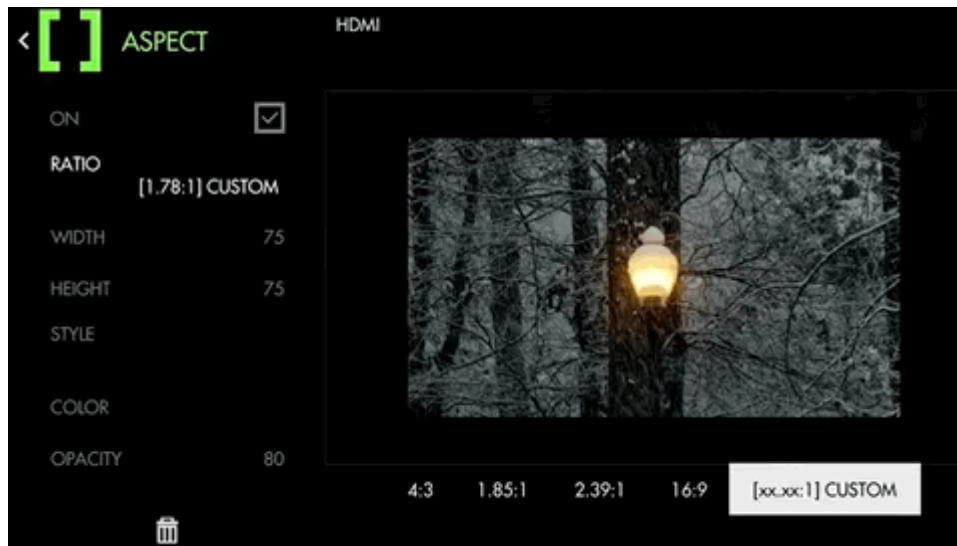 ASPECT
HDMI
ON
RATIO
[1.78:1] CUSTOM
WIDTH 75
HEIGHT 75
STYLE
COLOR
OPACITY 80
4:3 1.85:1 2.39:1 16:9 [xx.xx:1] CUSTOM